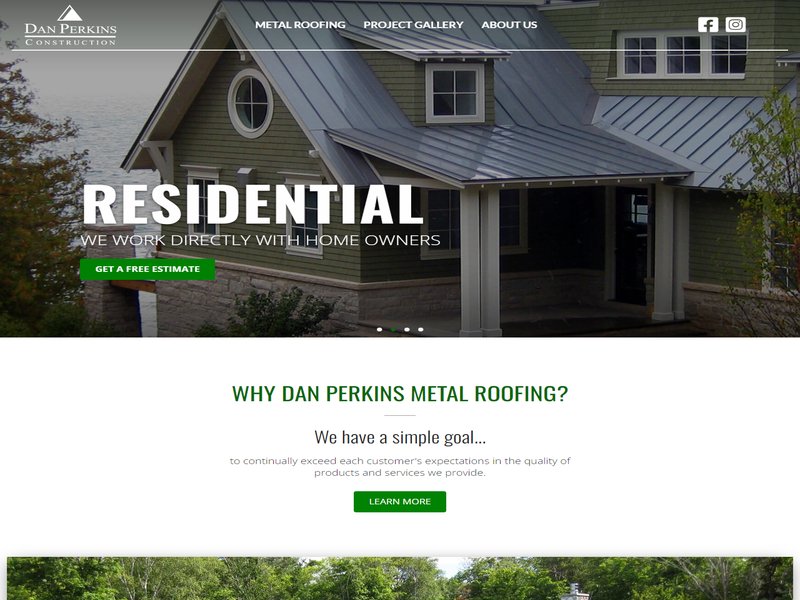 DAN PERKINS
CONSTRUCTION
METAL ROOFING PROJECT GALLERY ABOUT US
RESIDENTIAL
WE WORK DIRECTLY WITH HOME OWNERS
GET A FREE ESTIMATE
WHY DAN PERKINS METAL ROOFING?
We have a simple goal...
to continually exceed each customer's expectations in the quality of
products and services we provide.
LEARN MORE